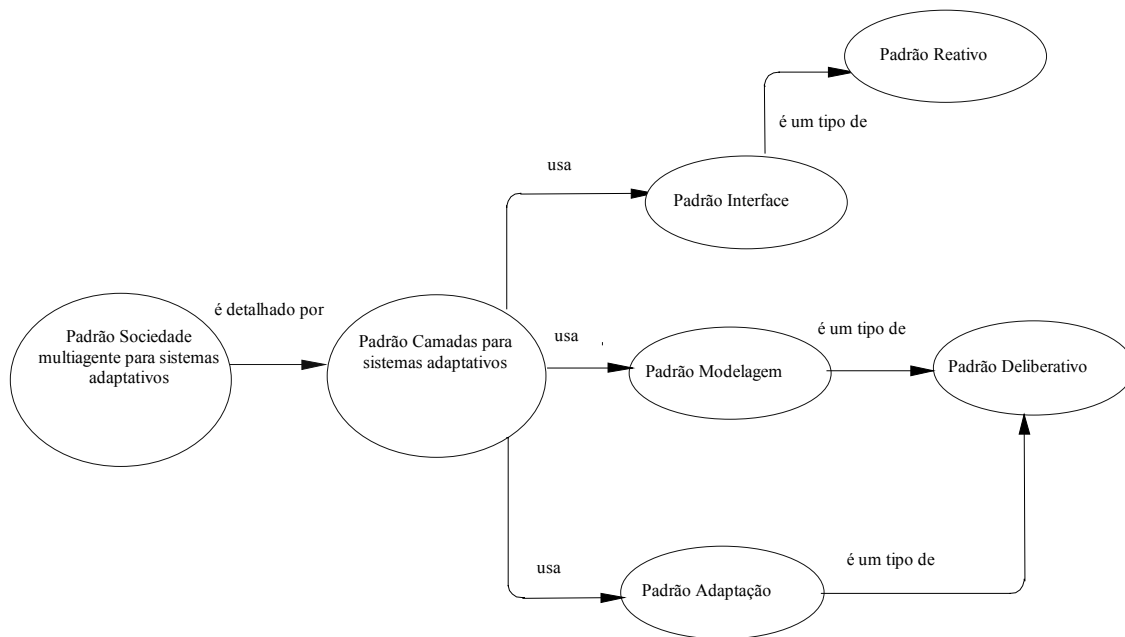 Padrão Reativo
é um tipo de
usa
Padrão Interface
é detalhado por
Padrão Sociedade
multiagente para sistemas
adaptativos
Padrão Camadas para
sistemas adaptativos
usa
é um tipo de
Padrão Modelagem
Padrão Deliberativo
usa
é um tipo de
Padrão Adaptação